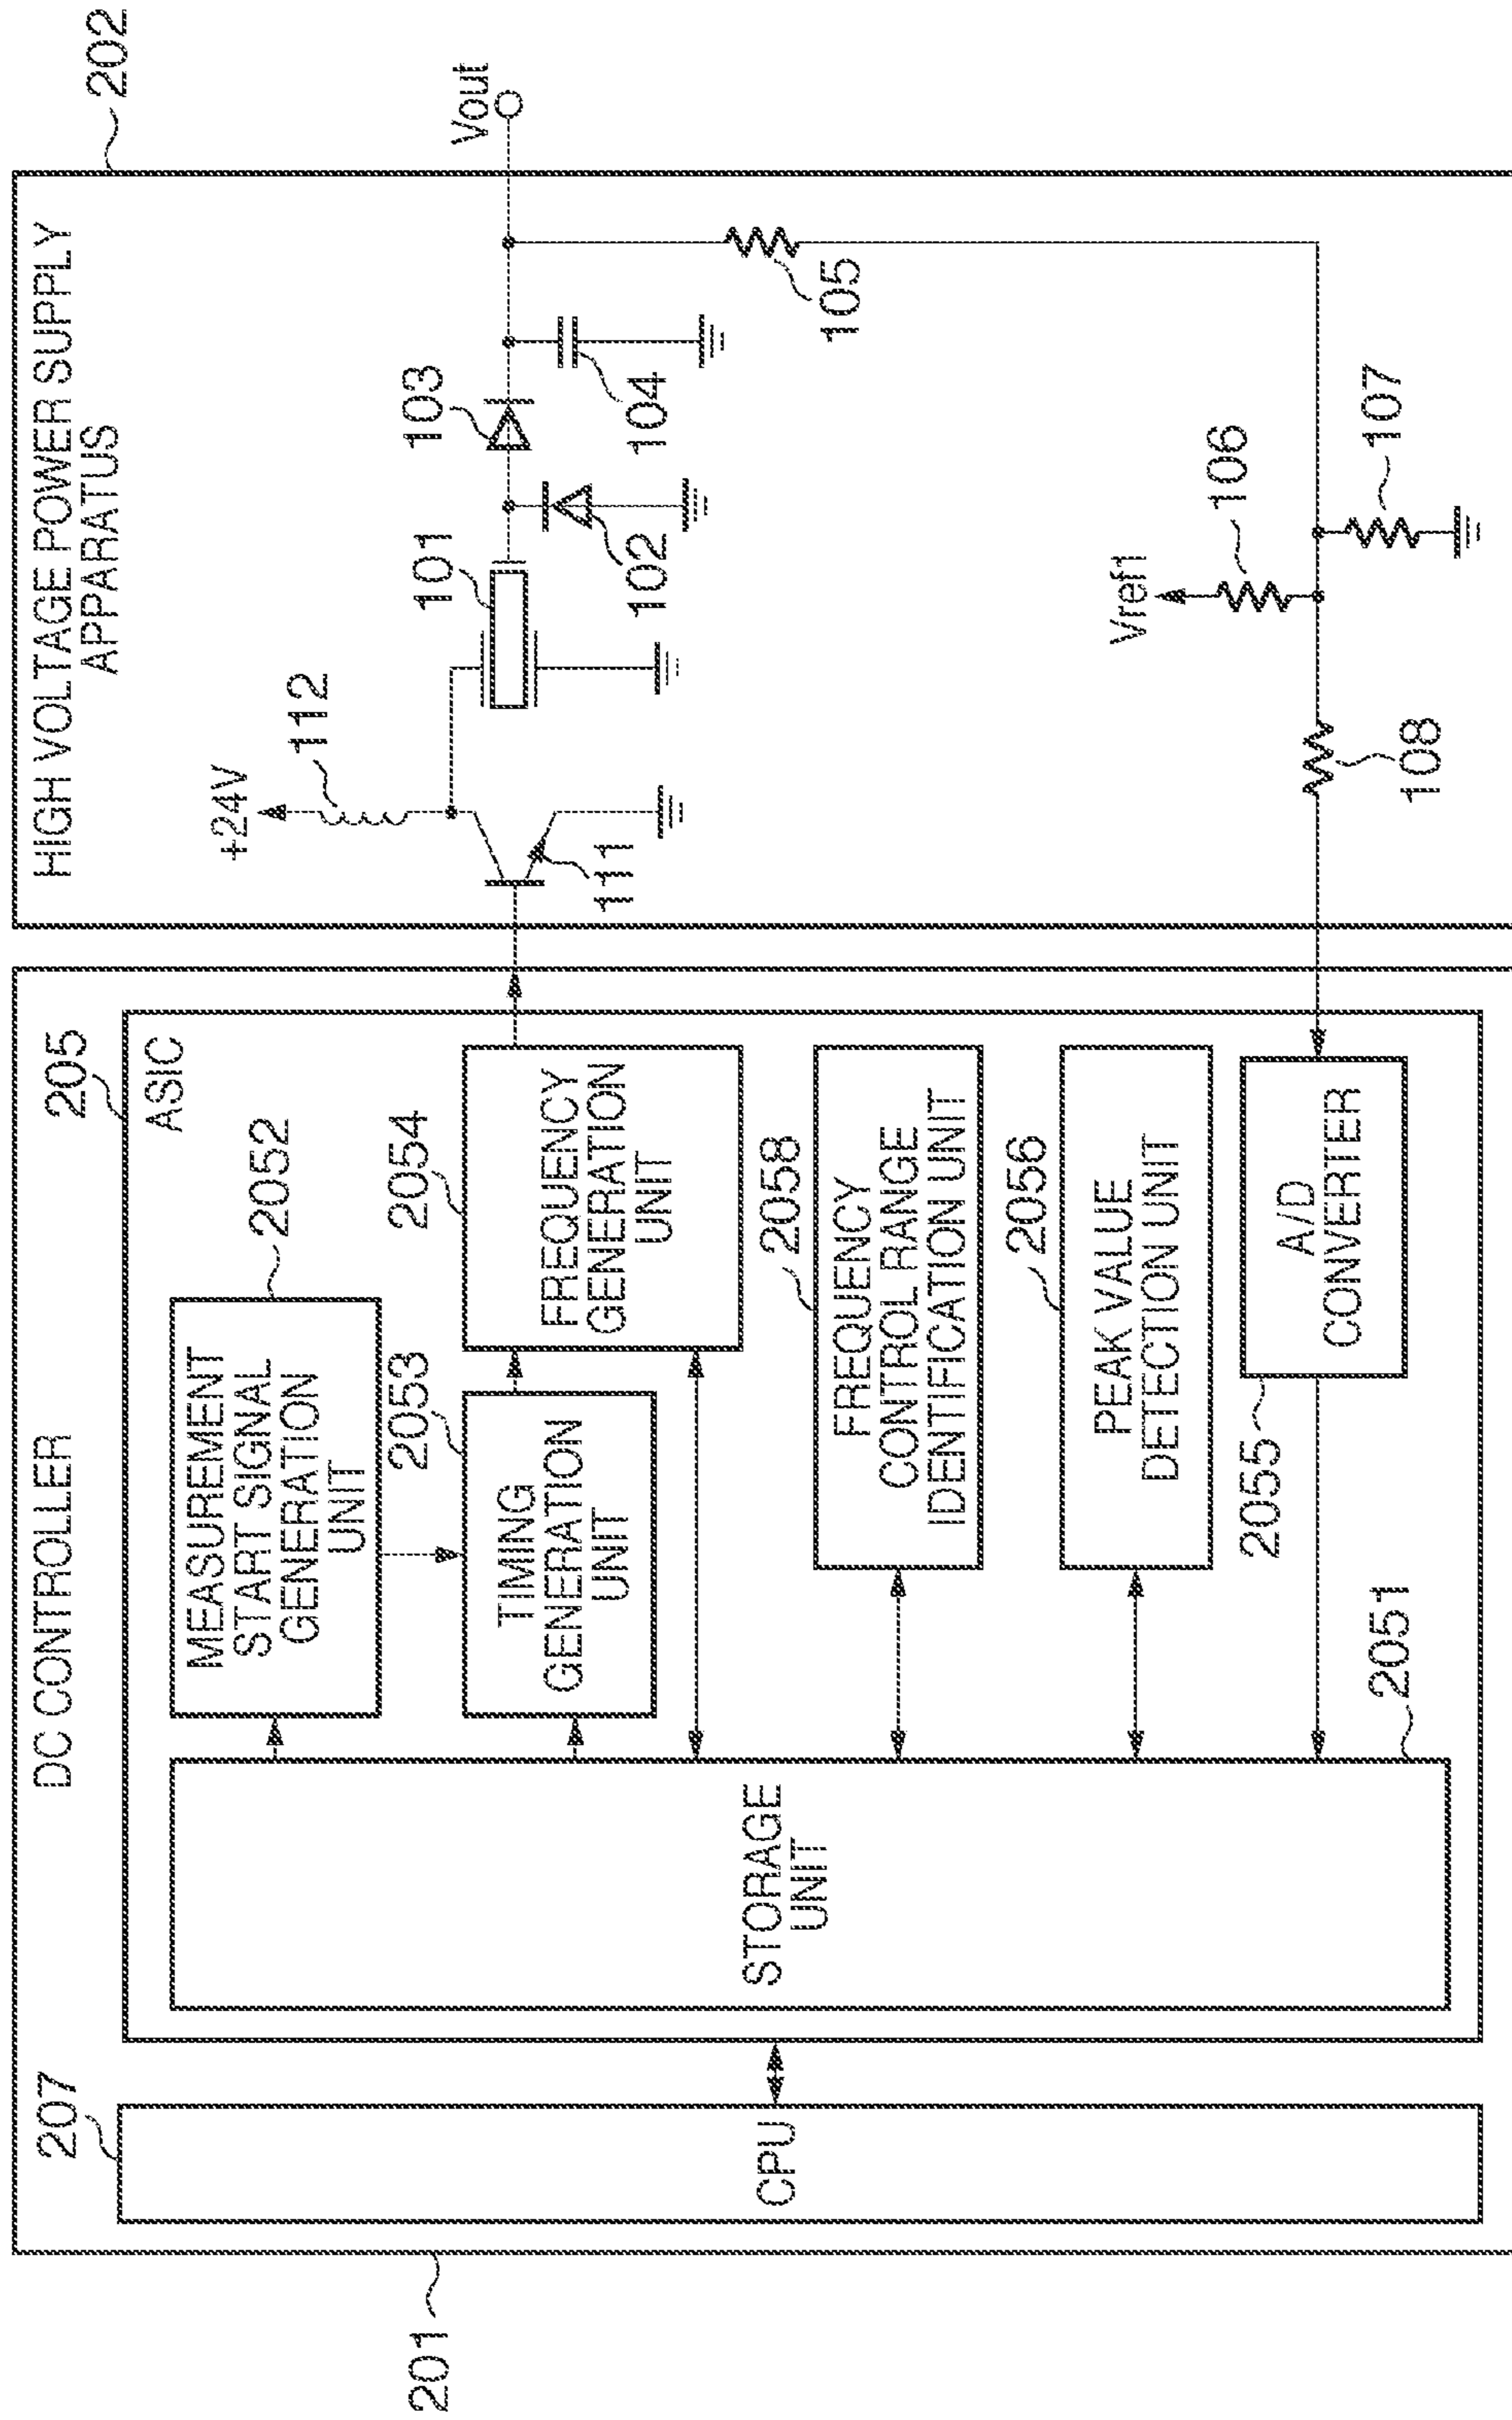 DC CONTROLLER
HIGH VOLTAGE POWER SUPPLY
APPARATUS
202
201
207
CPU
205
ASIC
STORAGE
UNIT
2051
MEASUREMENT
START SIGNAL
GENERATION
UNIT
2052
2053
TIMING
GENERATION
UNIT
2054
FREQUENCY
GENERATION
UNIT
2058
FREQUENCY
CONTROL RANGE
IDENTIFICATION UNIT
2056
PEAK VALUE
DETECTION UNIT
2055
A/D
CONVERTER
+24V
112
111
101
102
103
104
Vout
105
Vref1
106
107
108